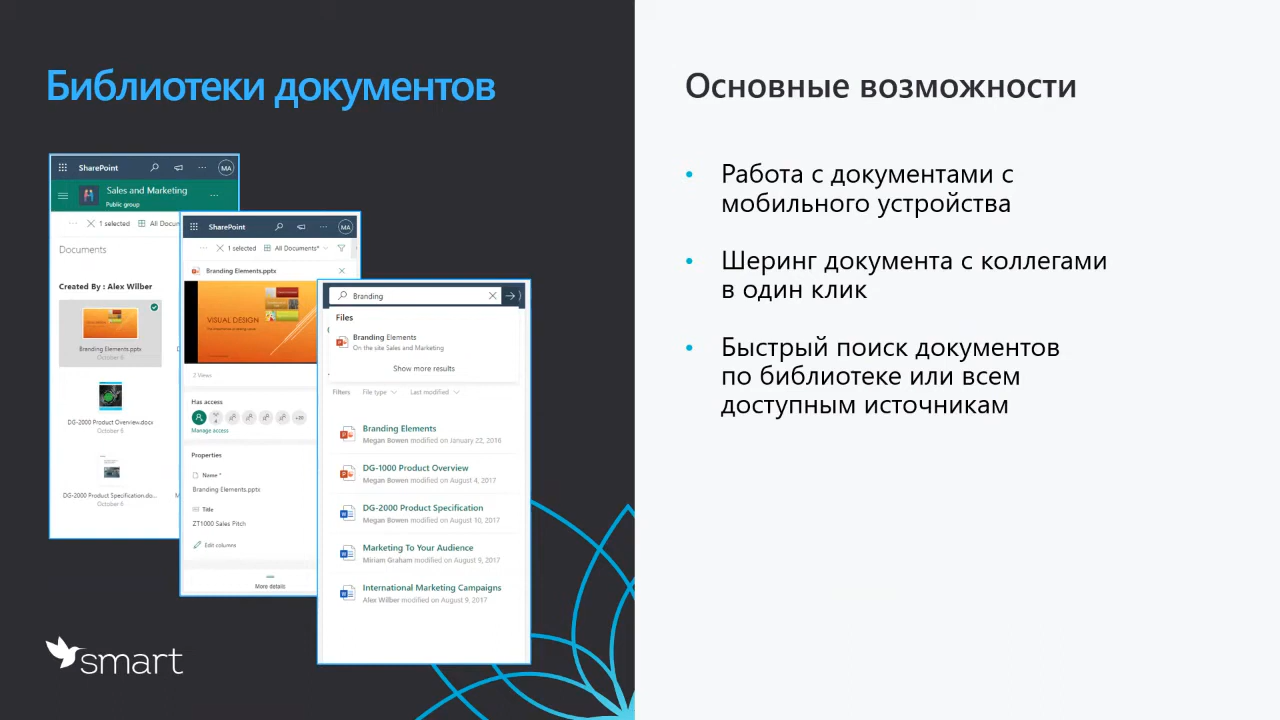 Библиотеки документов
SharePoint
MA
Sales and Marketing
Public group
1 selected
All Docum
Documents
Created By : Alex Wilber
Branding Elements.pptx
October 6
DG-2000 Product Overview.docx
October 6
DG-2000 Product Specification.do...
October 6
SharePoint
MA
1 selected
All Documents*
Branding Elements.pptx
VISUAL DESIGN
2 Views
Has access
+20
Manage access
Properties
Name *
Branding Elements.pptx
Title
ZT1000 Sales Pitch
Edit columns
More details
Branding
Files
Branding Elements
On the site Sales and Marketing
Show more results
Filters File type Last modified
Branding Elements
Megan Bowen modified on January 22, 2016
DG-1000 Product Overview
Megan Bowen modified on August 4, 2017
DG-2000 Product Specification
Megan Bowen modified on August 10, 2017
Marketing To Your Audience
Miriam Graham modified on August 9, 2017
International Marketing Campaigns
Alex Wilber modified on August 9, 2017
smart
Основные возможности
• Работа с документами с
мобильного устройства
• Шеринг документа с коллегами
в один клик
• Быстрый поиск документов
по библиотеке или всем
доступным источникам